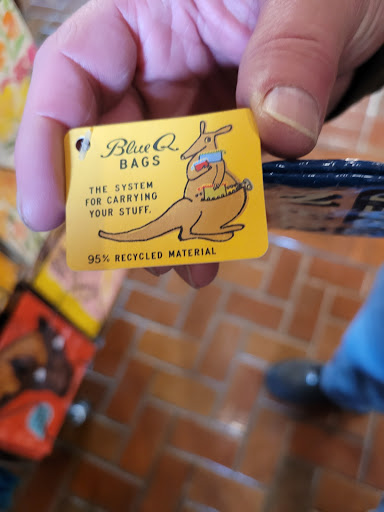 Blue Q
BAGS
THE SYSTEM
FOR CARRYING
YOUR STUFF.
95% RECYCLED MATERIAL